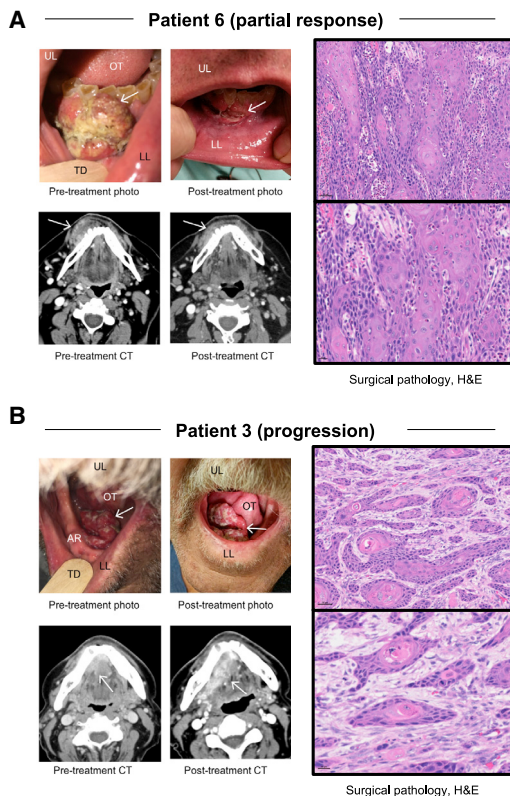 A
Patient 6 (partial response)
UL
OT
TD
LL
Pre-treatment photo
UL
LL
Post-treatment photo
Pre-treatment CT
Post-treatment CT
Surgical pathology, H&E
B
Patient 3 (progression)
UL
OT
AR
LL
TD
Pre-treatment photo
UL
OT
LL
Post-treatment photo
Pre-treatment CT
Post-treatment CT
Surgical pathology, H&E